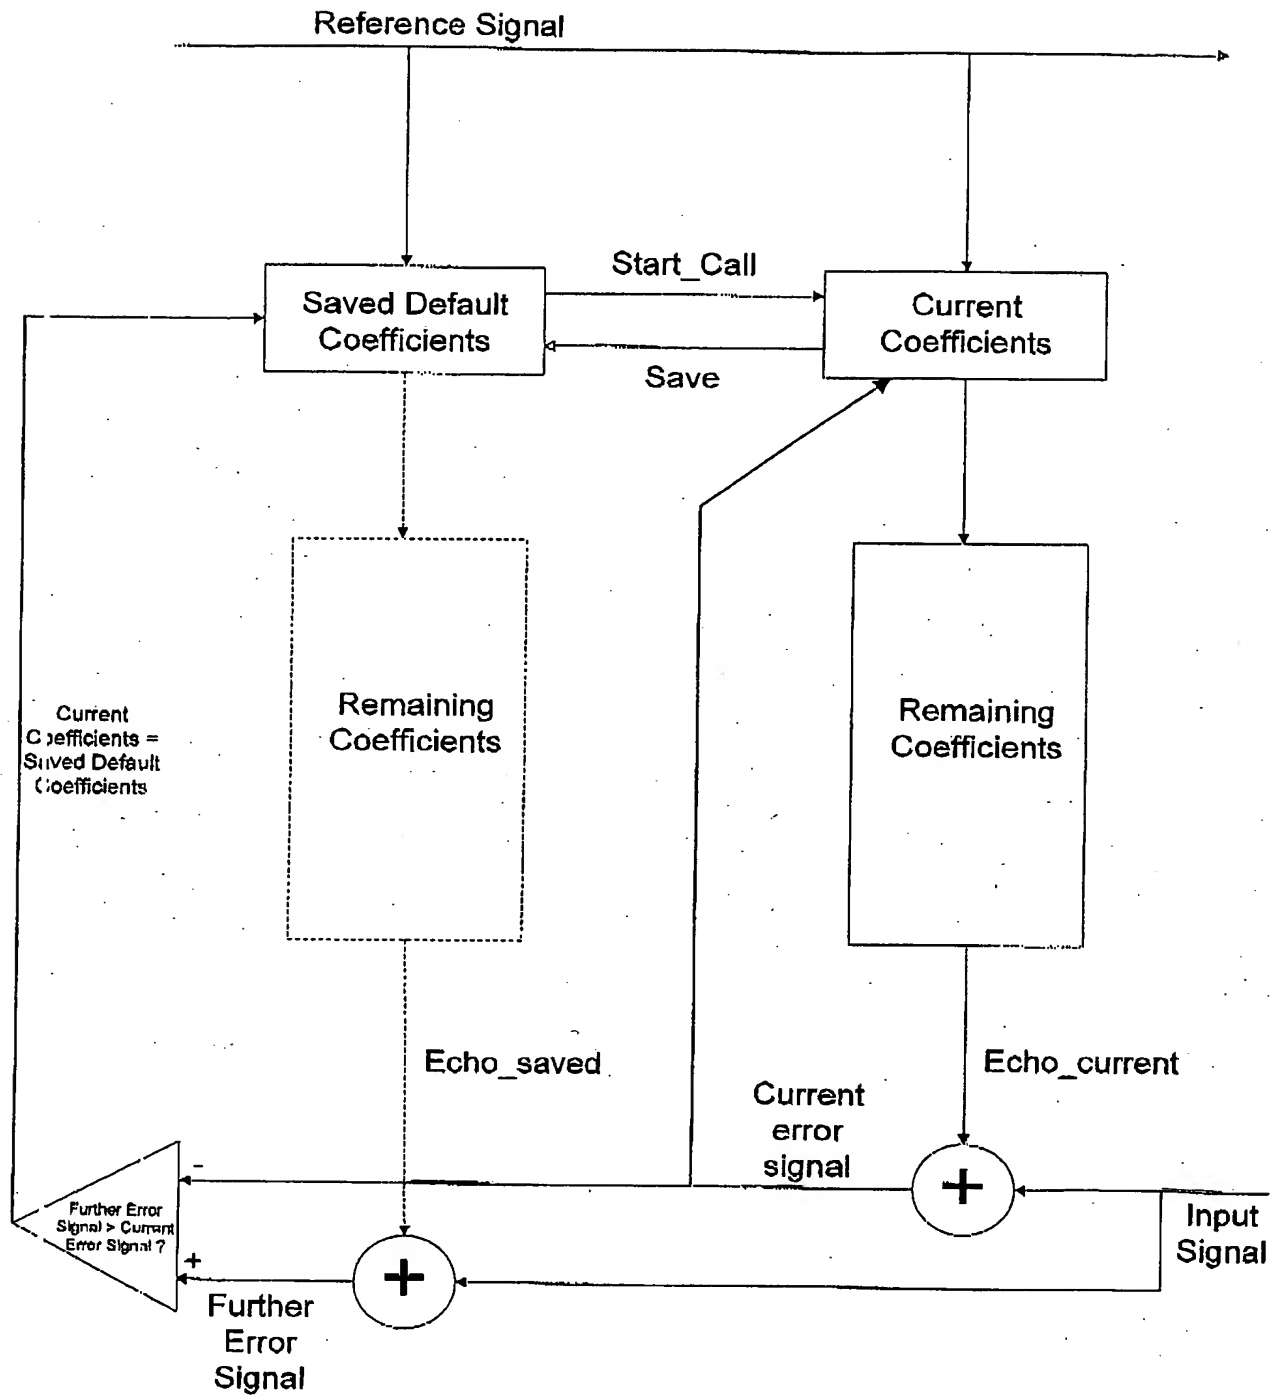 Reference Signal
Start_Call
Saved Default
Coefficients
Current
Coefficients
Save
Remaining
Coefficients
Remaining
Coefficients
Current
Coefficients =
Saved Default
Coefficients
Echo_saved
Echo_current
Current
error
signal
-
+
Further Error
Signal > Current
Error Signal ?
+
+
Input
Signal
Further
Error
Signal